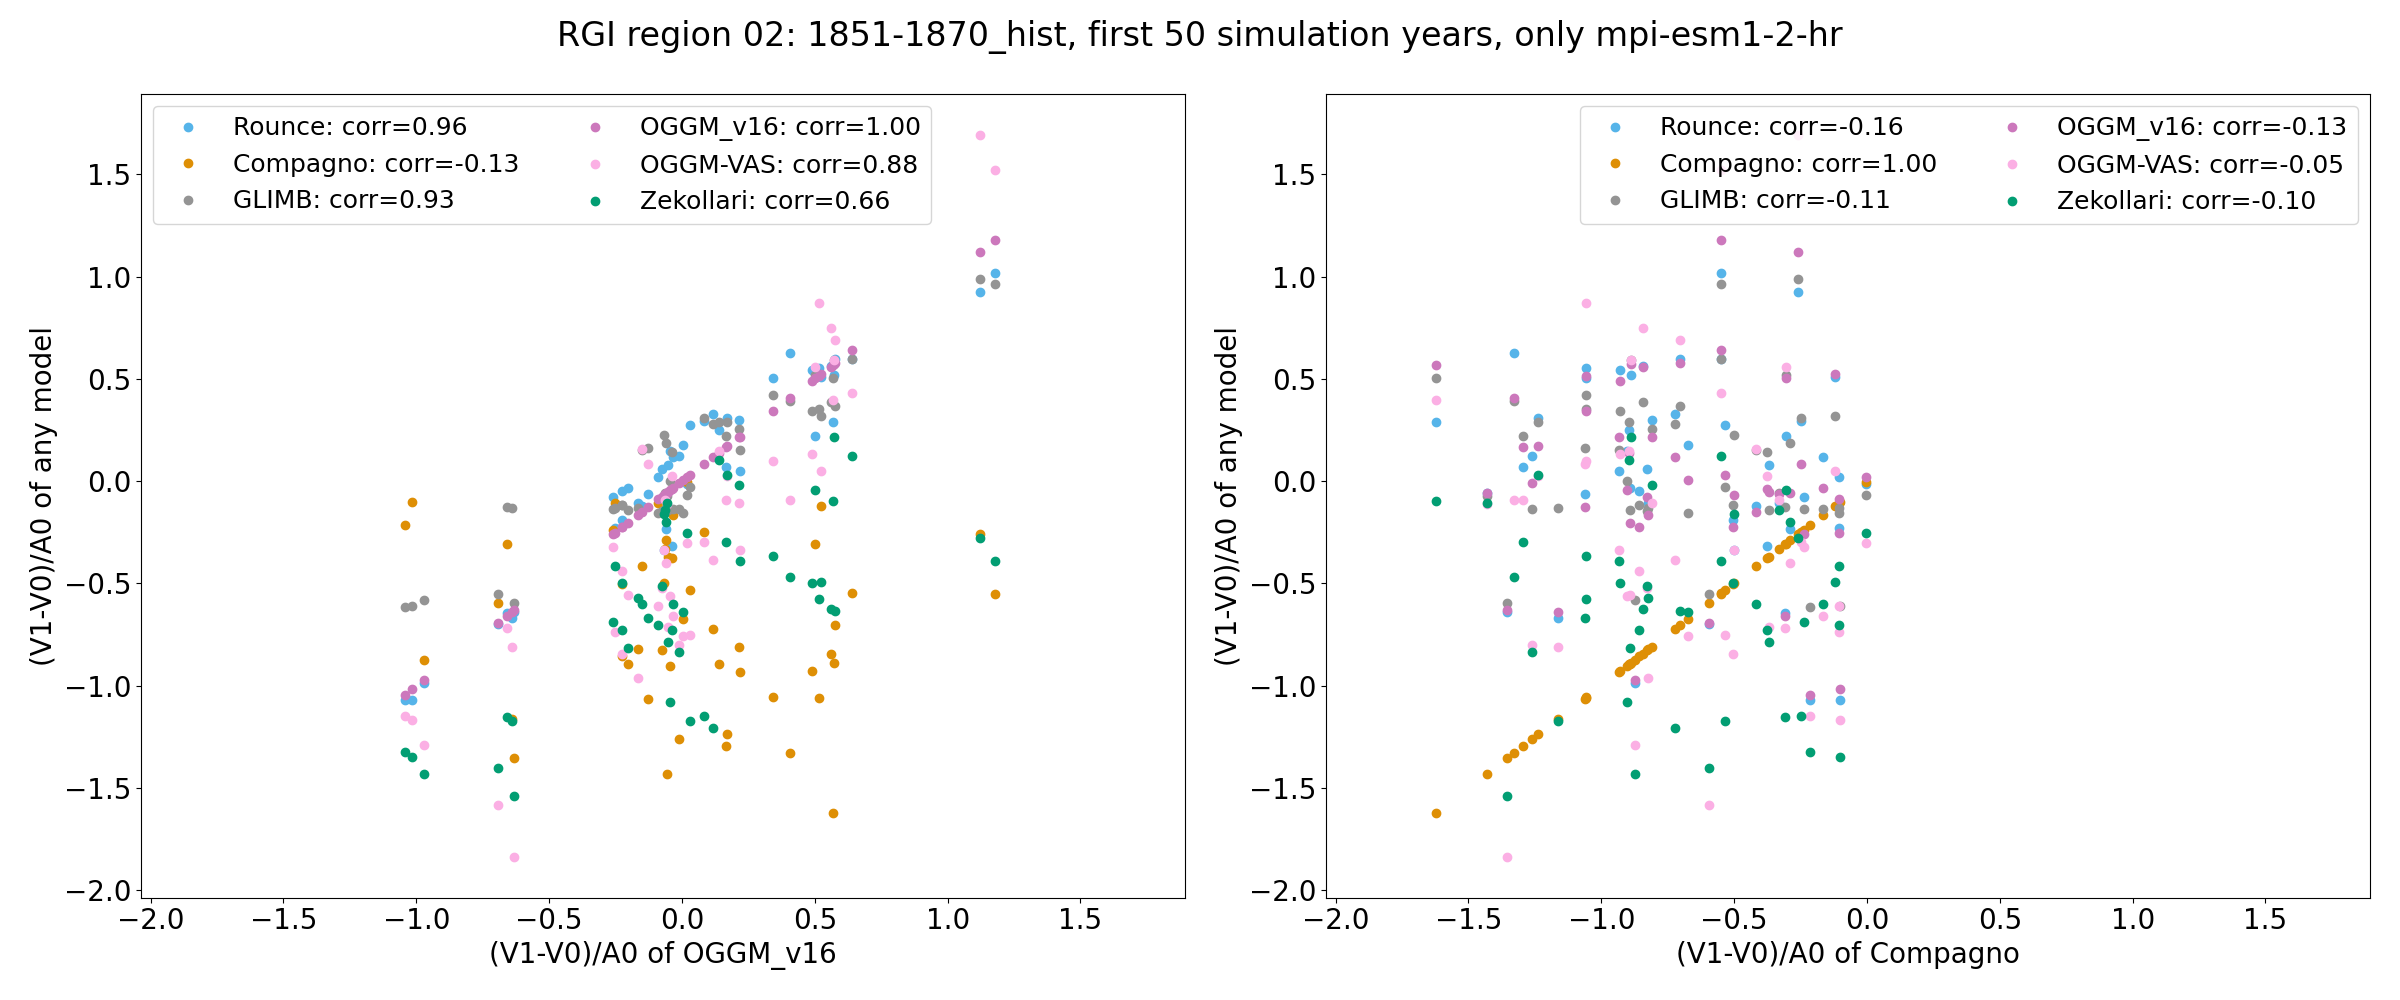 RGI region 02: 1851-1870_hist, first 50 simulation years, only mpi-esm1-2-hr
Rounce: corr=0.96
Compagno: corr=-0.13
GLIMB: corr=0.93
OGGM_v16: corr=1.00
OGGM-VAS: corr=0.88
Zekollari: corr=0.66
(V1-V0)/A0 of any model
1.5
1.0
0.5
0.0
−0.5
−1.0
−1.5
−2.0
−2.0 −1.5 −1.0 −0.5 0.0 0.5 1.0 1.5
(V1-V0)/A0 of OGGM_v16
Rounce: corr=-0.16
Compagno: corr=1.00
GLIMB: corr=-0.11
OGGM_v16: corr=-0.13
OGGM-VAS: corr=-0.05
Zekollari: corr=-0.10
(V1-V0)/A0 of any model
1.5
1.0
0.5
0.0
−0.5
−1.0
−1.5
−2.0
−2.0 −1.5 −1.0 −0.5 0.0 0.5 1.0 1.5
(V1-V0)/A0 of Compagno